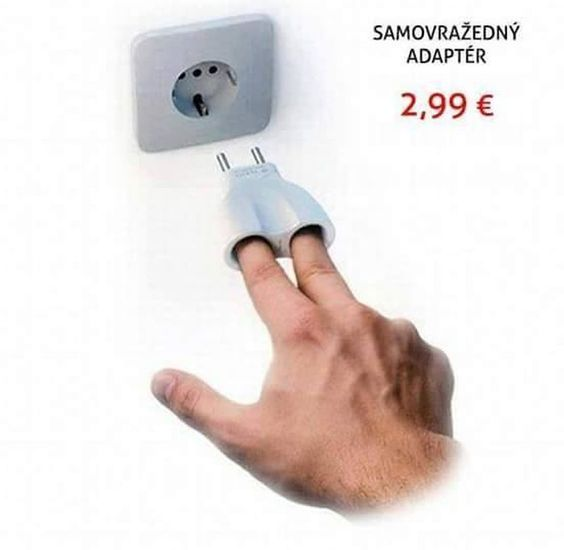 SAMOVRAŽEDNÝ
ADAPTÉR
2,99 €